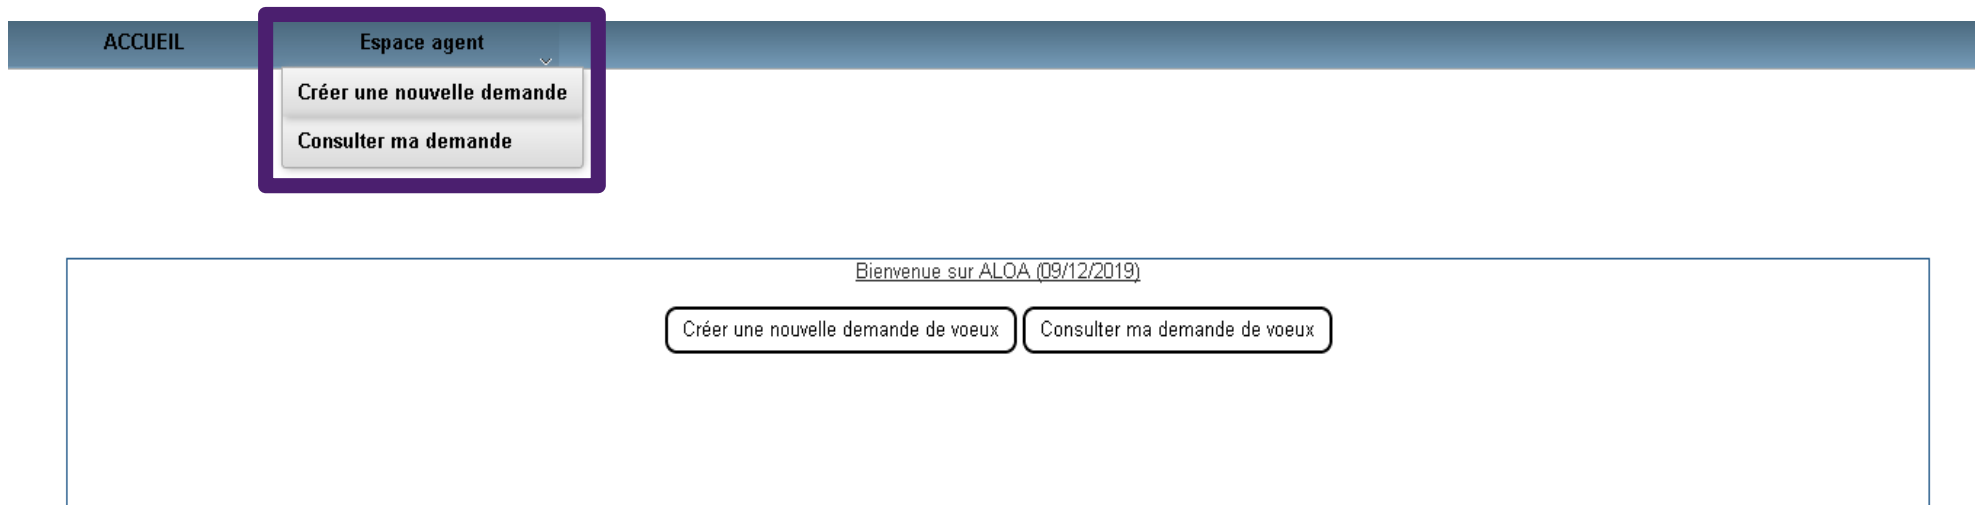 ACCUEIL Espace agent
Créer une nouvelle demande
Consulter ma demande
Bienvenue sur ALOA (09/12/2019)
Créer une nouvelle demande de voeux Consulter ma demande de voeux